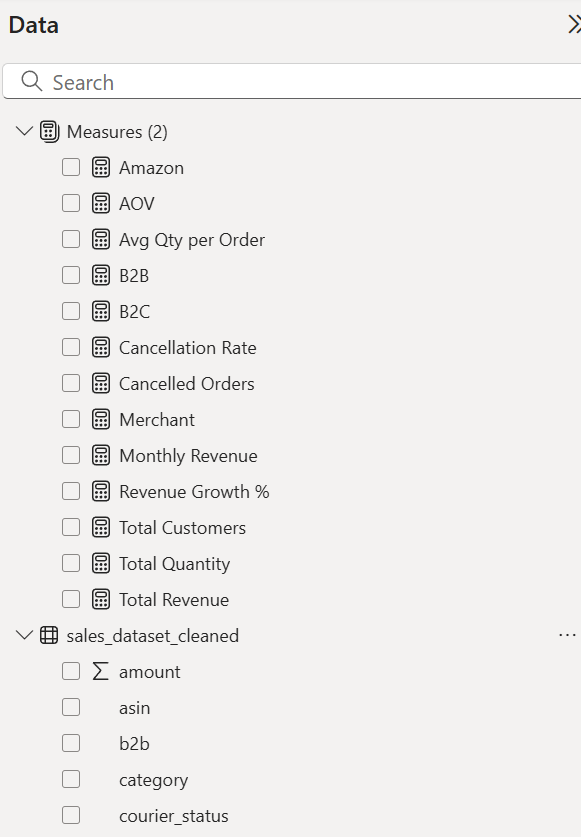 Data
Search
Measures (2)
Amazon
AOV
Avg Qty per Order
B2B
B2C
Cancellation Rate
Cancelled Orders
Merchant
Monthly Revenue
Revenue Growth %
Total Customers
Total Quantity
Total Revenue
sales_dataset_cleaned
amount
asin
b2b
category
courier_status